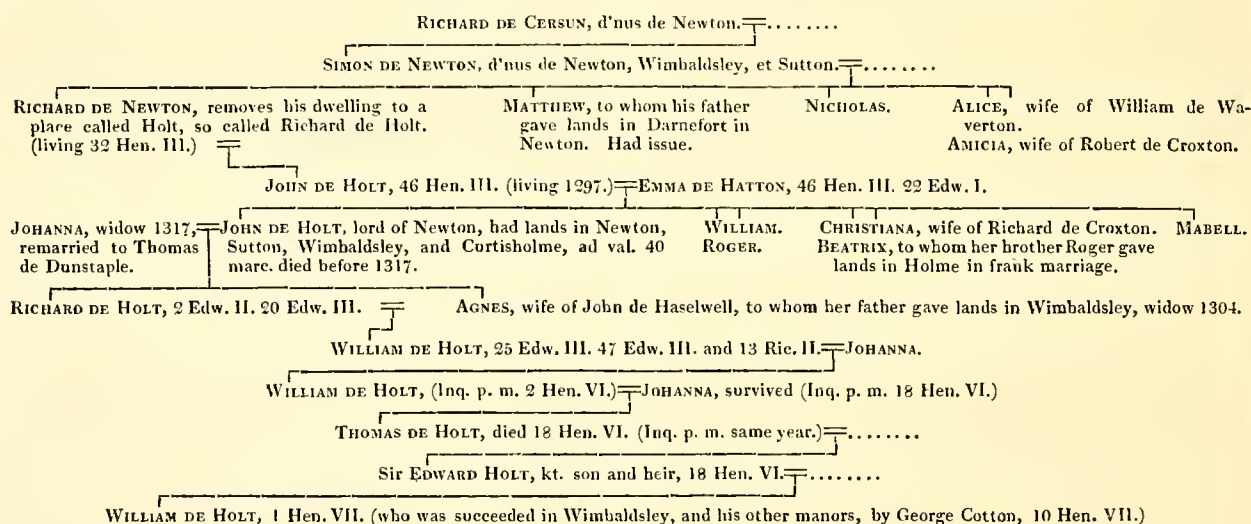 RICHARD DE CERSUN, d'nus de Newton.═........
SIMON DE NEWTON, d'nus de Newton, Wimbaldsley, et Sutton.═........
RICHARD DE NEWTON, removes his dwelling to a
place called Holt, so called Richard de Holt.
(living 32 Hen. III.)
MATTHEW, to whom his father
gave lands in Darnefort in
Newton. Had issue.
NICHOLAS.
ALICE, wife of William de Wa-
verton.
AMICIA, wife of Robert de Croxton.
JOHN DE HOLT, 46 Hen. III. (living 1297.)═EMMA DE HATTON, 46 Hen. III. 22 Edw. I.
JOHANNA, widow 1317,
remarried to Thomas
de Dunstaple.
JOHN DE HOLT, lord of Newton, had lands in Newton,
Sutton, Wimbaldsley, and Curtisholme, ad val. 40
marc. died before 1317.
WILLIAM.
ROGER.
CHRISTIANA, wife of Richard de Croxton.
BEATRIX, to whom her brother Roger gave
lands in Holme in frank marriage.
MABELL.
RICHARD DE HOLT, 2 Edw. II. 20 Edw. III.
AGNES, wife of John de Haselwell, to whom her father gave lands in Wimbaldsley, widow 1304.
WILLIAM DE HOLT, 25 Edw. III. 47 Edw. III. and 13 Ric. II.═JOHANNA.
WILLIAM DE HOLT, (Inq. p. m. 2 Hen. VI.)═JOHANNA, survived (Inq. p. m. 18 Hen. VI.)
THOMAS DE HOLT, died 18 Hen. VI. (Inq. p. m. same year.)═........
Sir EDWARD HOLT, kt. son and heir, 18 Hen. VI.═........
WILLIAM DE HOLT, 1 Hen. VII. (who was succeeded in Wimbaldsley, and his other manors, by George Cotton, 10 Hen. VII.)